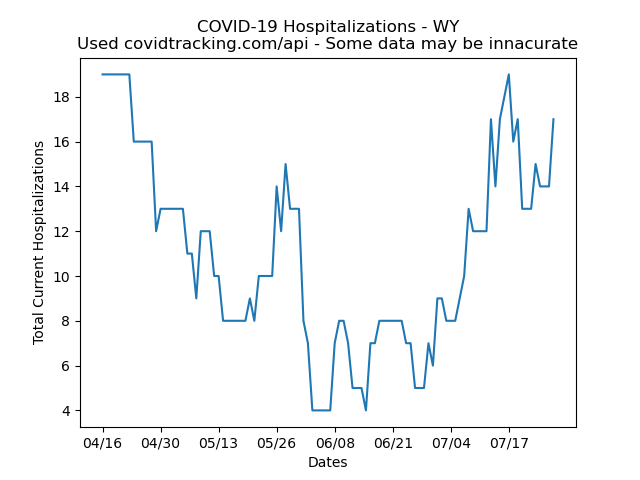 COVID-19 Hospitalizations - WY
Used covidtracking.com/api - Some data may be innacurate
18
16
14
12
10
8
6
4
Total Current Hospitalizations
04/16 04/30 05/13 05/26 06/08 06/21 07/04 07/17
Dates